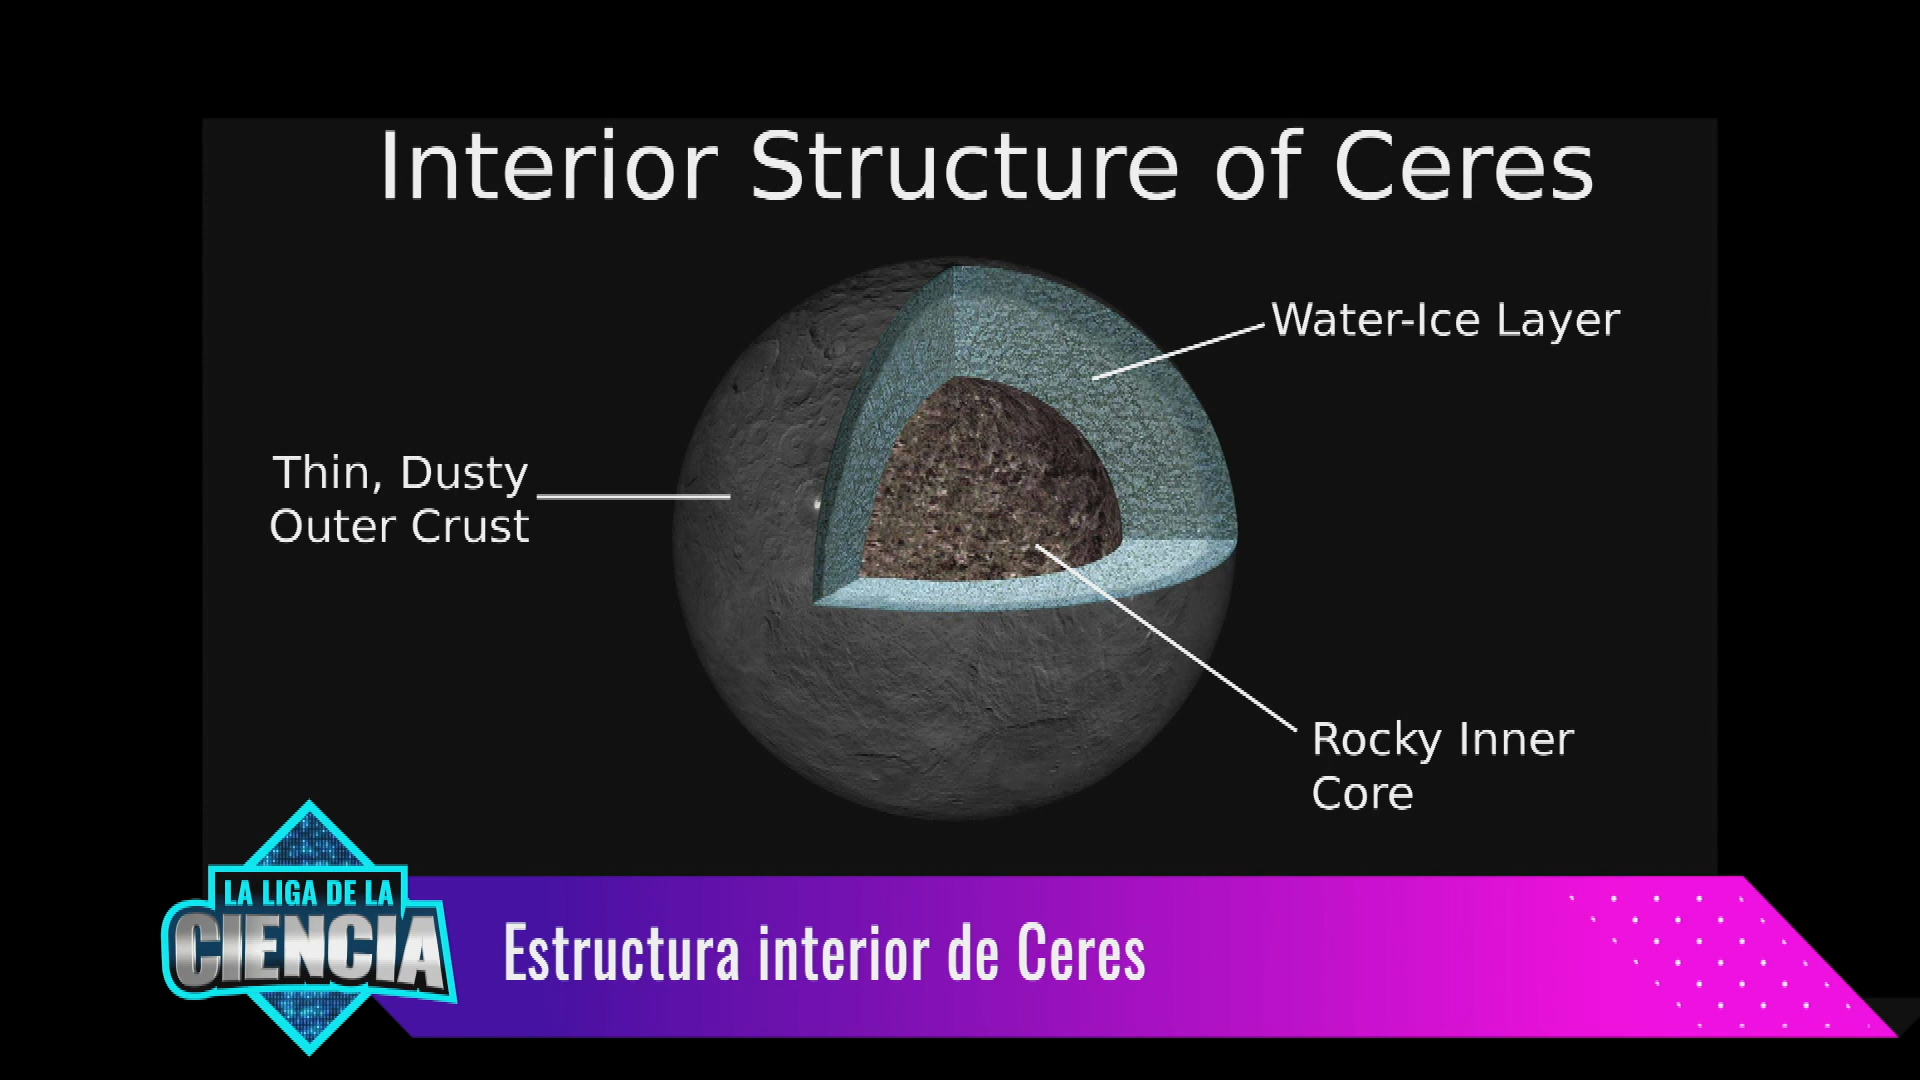 Interior Structure of Ceres
Water-Ice Layer
Thin, Dusty
Outer Crust
Rocky Inner
Core
LA LIGA DE LA
CIENCIA
Estructura interior de Ceres